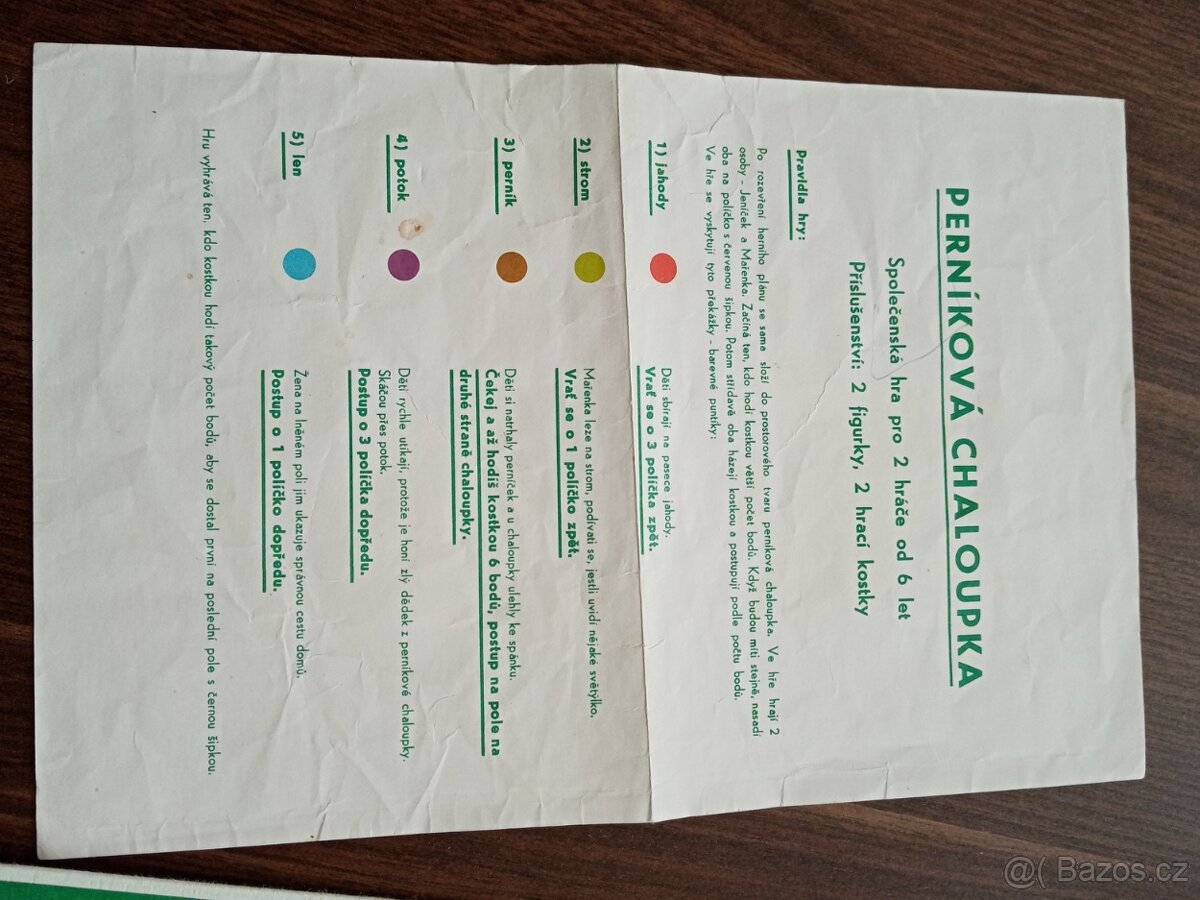 PERNÍKOVÁ CHALOUPKA
Společenská hra pro 2 hráče od 6 let
Příslušenství: 2 figurky, 2 hrací kostky
Pravidla hry:
Po rozevření herního plánu se sama složí do prostorového tvaru perníková chaloupka. Ve hře hrají 2
osoby - Jeníček a Mařenka. Začíná ten, kdo hodí kostkou větší počet bodů. Když budou míti stejně, nasadí
oba na políčko s červenou šipkou. Potom střídavě oba házejí kostkou a postupují podle počtu bodů.
Ve hře se vyskytují tyto překážky - barevné puntíky:
1) jahody
Děti sbírají na pasece jahody.
Vrať se o 3 políčka zpět.
2) strom
Mařenka leze na strom, podívati se, jestli uvidí nějaké světýlko.
Vrať se o 1 políčko zpět.
3) perník
Děti si natrhaly perníček a u chaloupky ulehly ke spánku.
Čekej a až hodíš kostkou 6 bodů, postup na pole na
druhé straně chaloupky.
4) potok
Děti rychle utíkají, protože je honí zlý dědek z perníkové chaloupky.
Skáčou přes potok.
Postup o 3 políčka dopředu.
5) len
Žena na lněném poli jim ukazuje správnou cestu domů.
Postup o 1 políčko dopředu.
Hru vyhrává ten, kdo kostkou hodí takový počet bodů, aby se dostal první na poslední pole s černou šipkou.
@( Bazos.cz